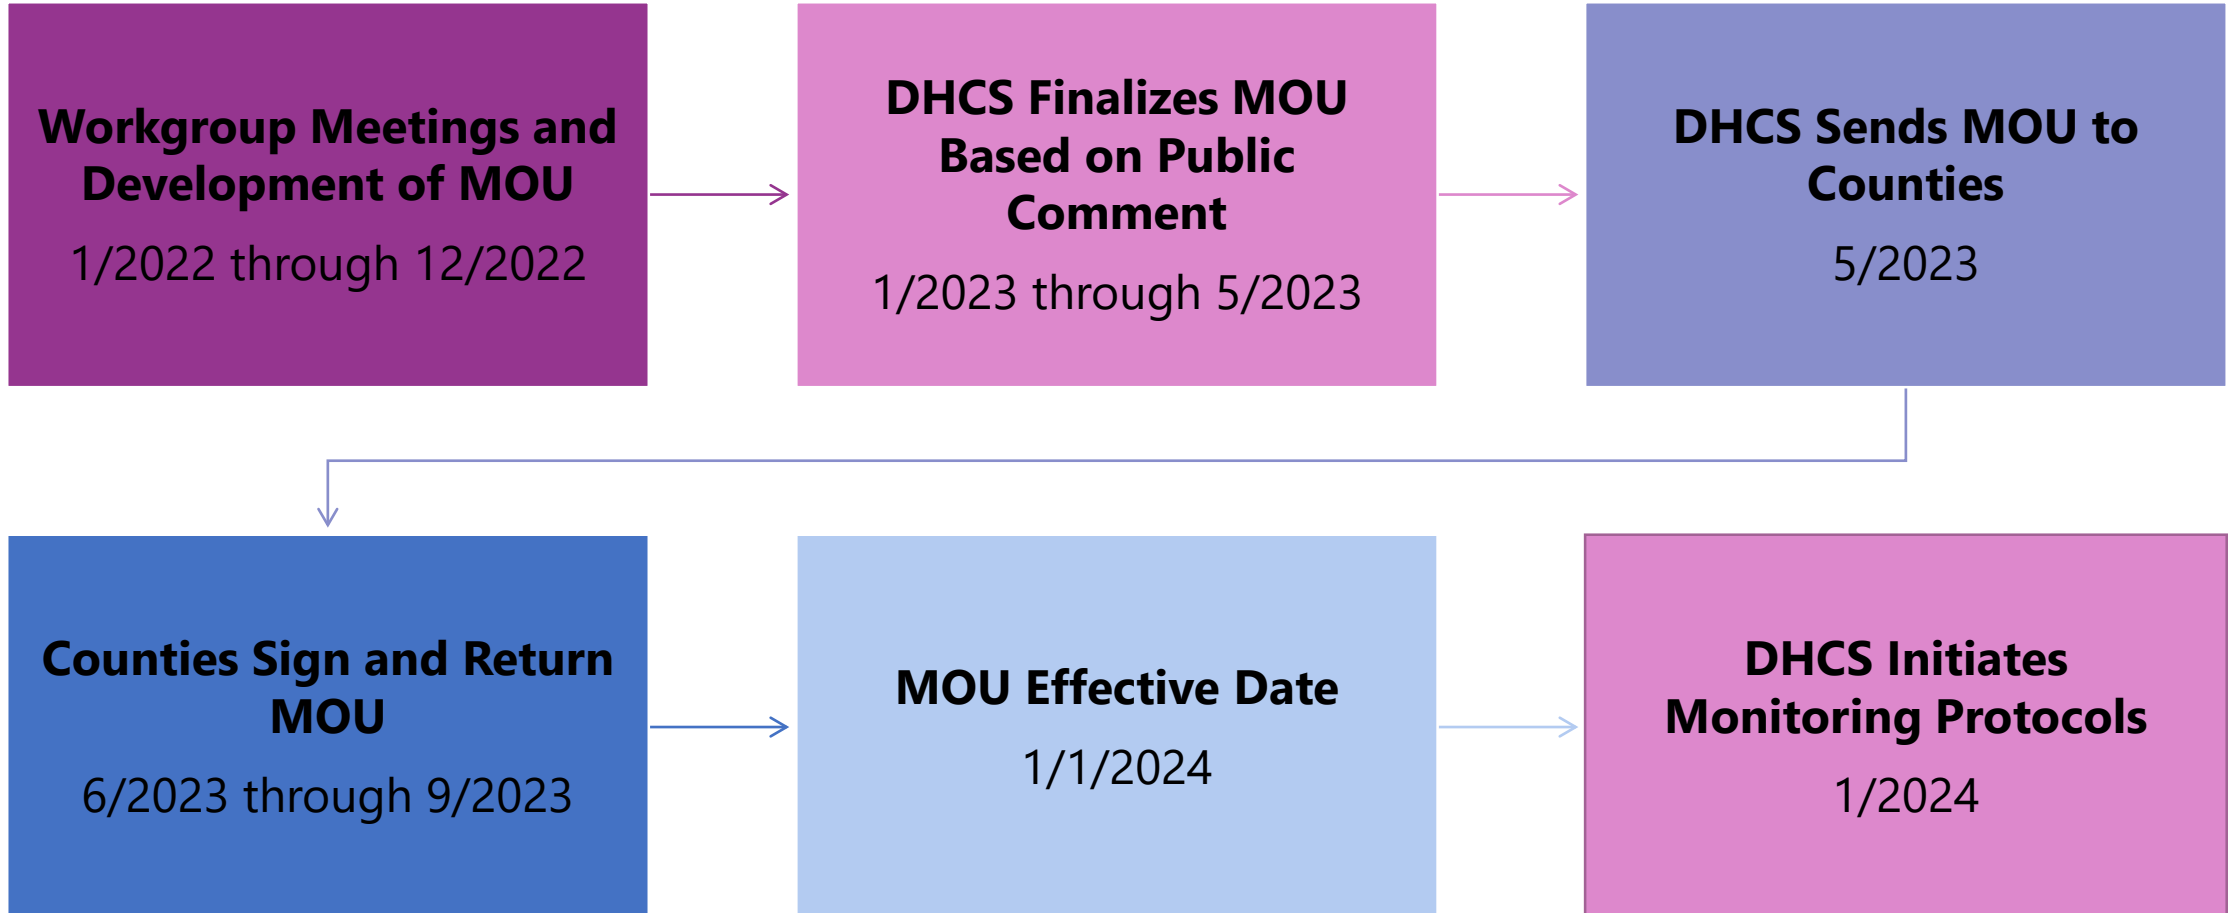 Workgroup Meetings and
Development of MOU
1/2022 through 12/2022
DHCS Finalizes MOU
Based on Public
Comment
1/2023 through 5/2023
DHCS Sends MOU to
Counties
5/2023
Counties Sign and Return
MOU
6/2023 through 9/2023
MOU Effective Date
1/1/2024
DHCS Initiates
Monitoring Protocols
1/2024